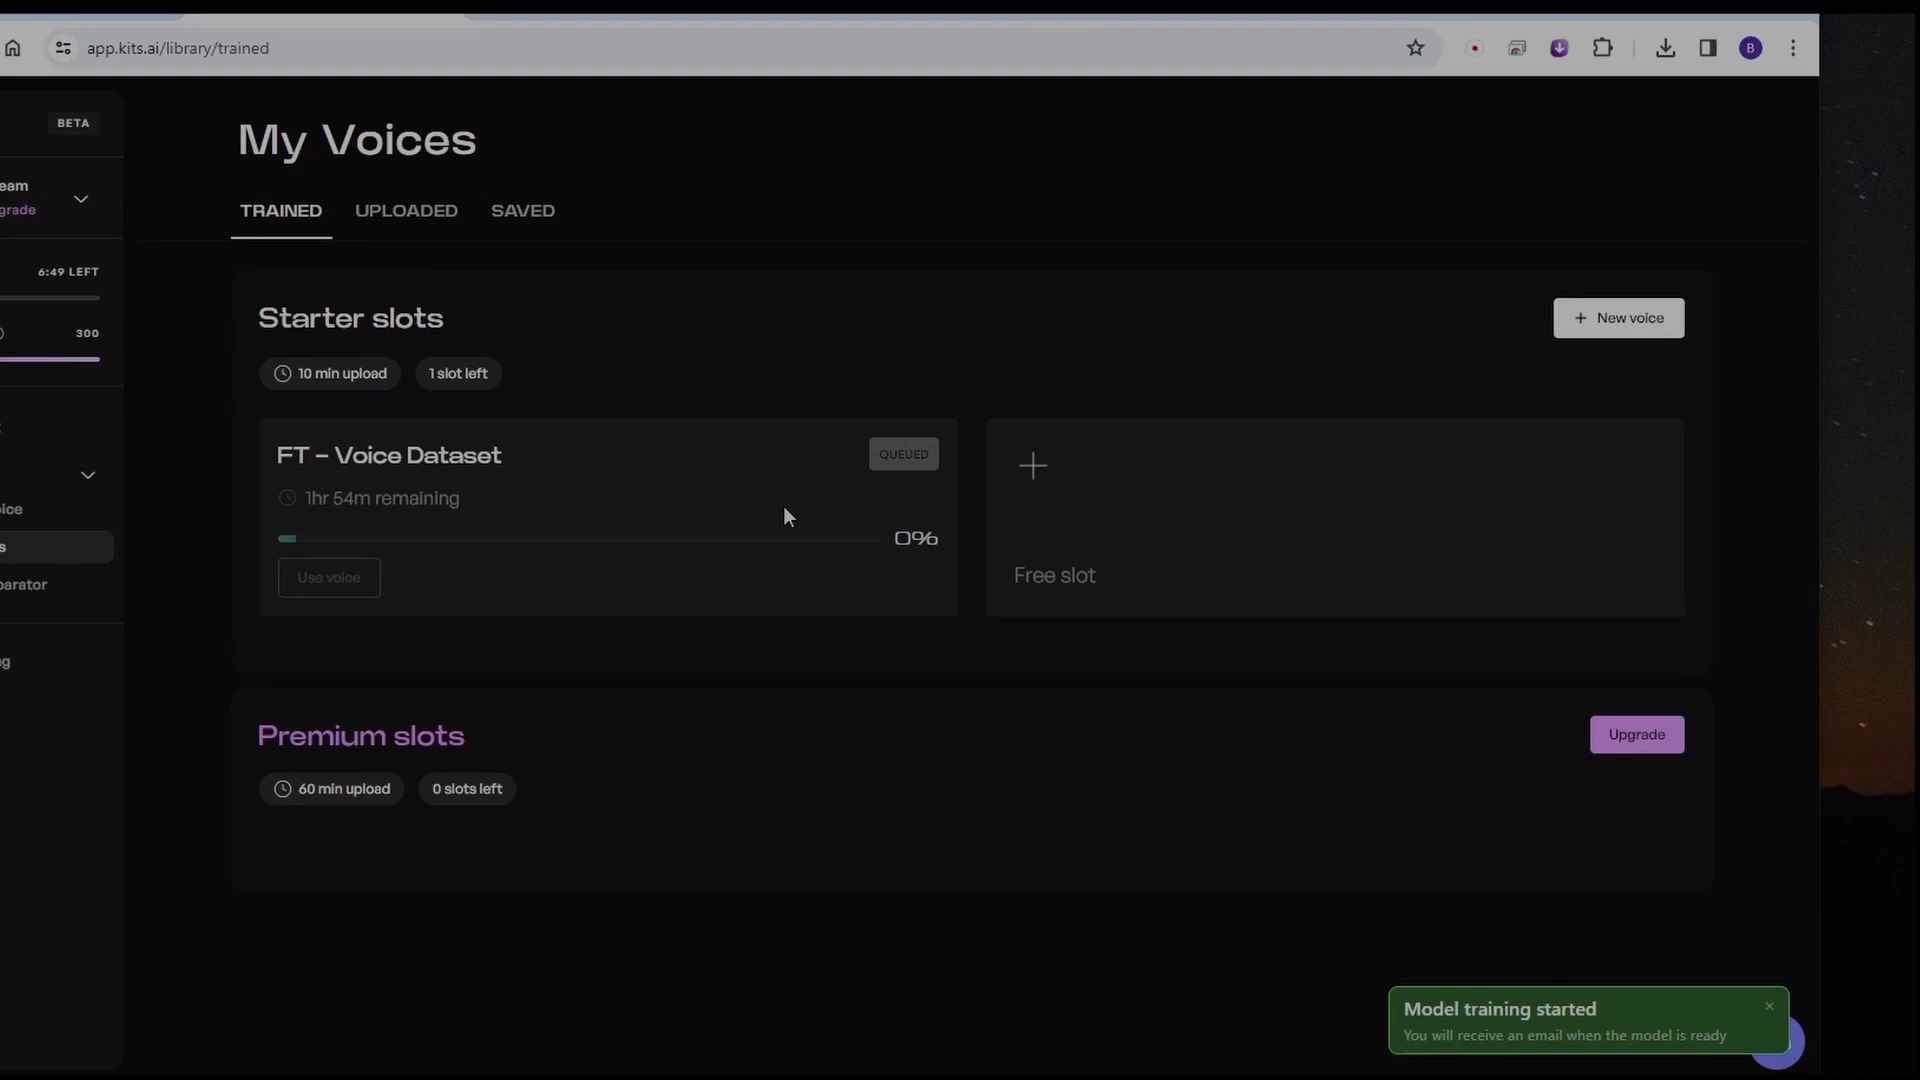 app.kits.ai/library/trained
B
BETA
eam
grade
6:49 LEFT
300
oice
s
parator
g
My Voices
TRAINED
UPLOADED
SAVED
Starter slots
+ New voice
10 min upload
1 slot left
FT – Voice Dataset
QUEUED
1hr 54m remaining
0%
Use voice
Free slot
Premium slots
Upgrade
60 min upload
0 slots left
Model training started
You will receive an email when the model is ready